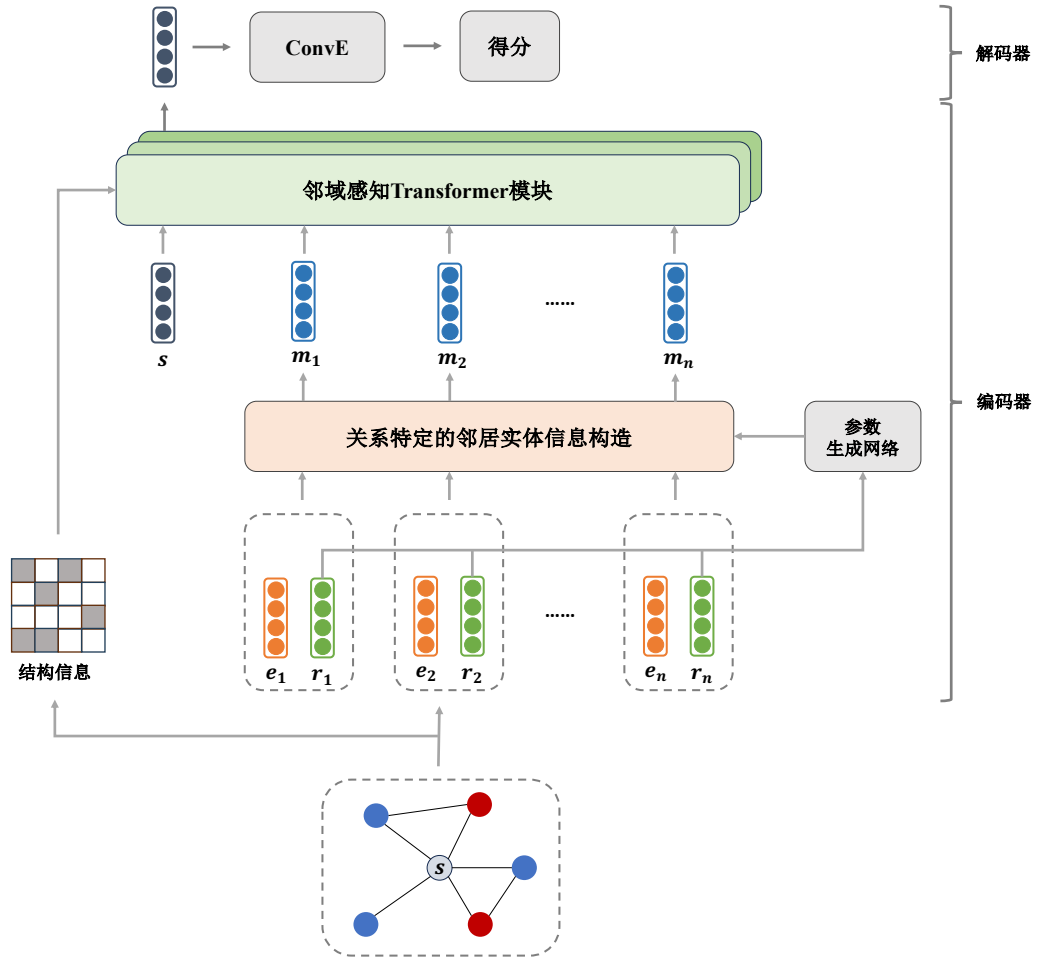 ConvE
得分
解码器
邻域感知Transformer模块
......
s
m₁
m₂
mₙ
编码器
关系特定的邻居实体信息构造
参数
生成网络
......
结构信息
e₁
r₁
e₂
r₂
eₙ
rₙ
s